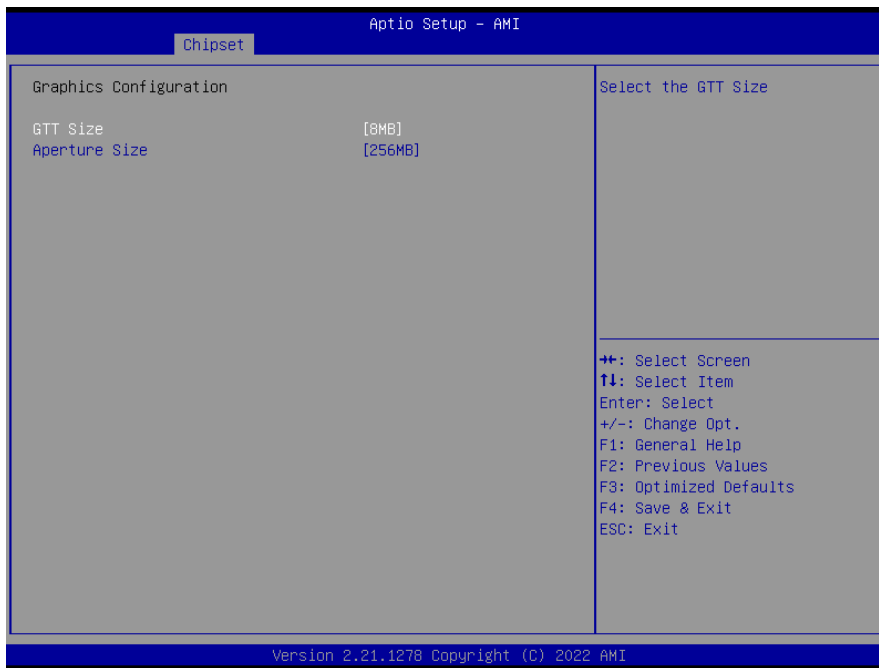 Aptio Setup – AMI
Chipset
Graphics Configuration
GTT Size [8MB]
Aperture Size [256MB]
Select the GTT Size
→←: Select Screen
↑↓: Select Item
Enter: Select
+/-: Change Opt.
F1: General Help
F2: Previous Values
F3: Optimized Defaults
F4: Save & Exit
ESC: Exit
Version 2.21.1278 Copyright (C) 2022 AMI